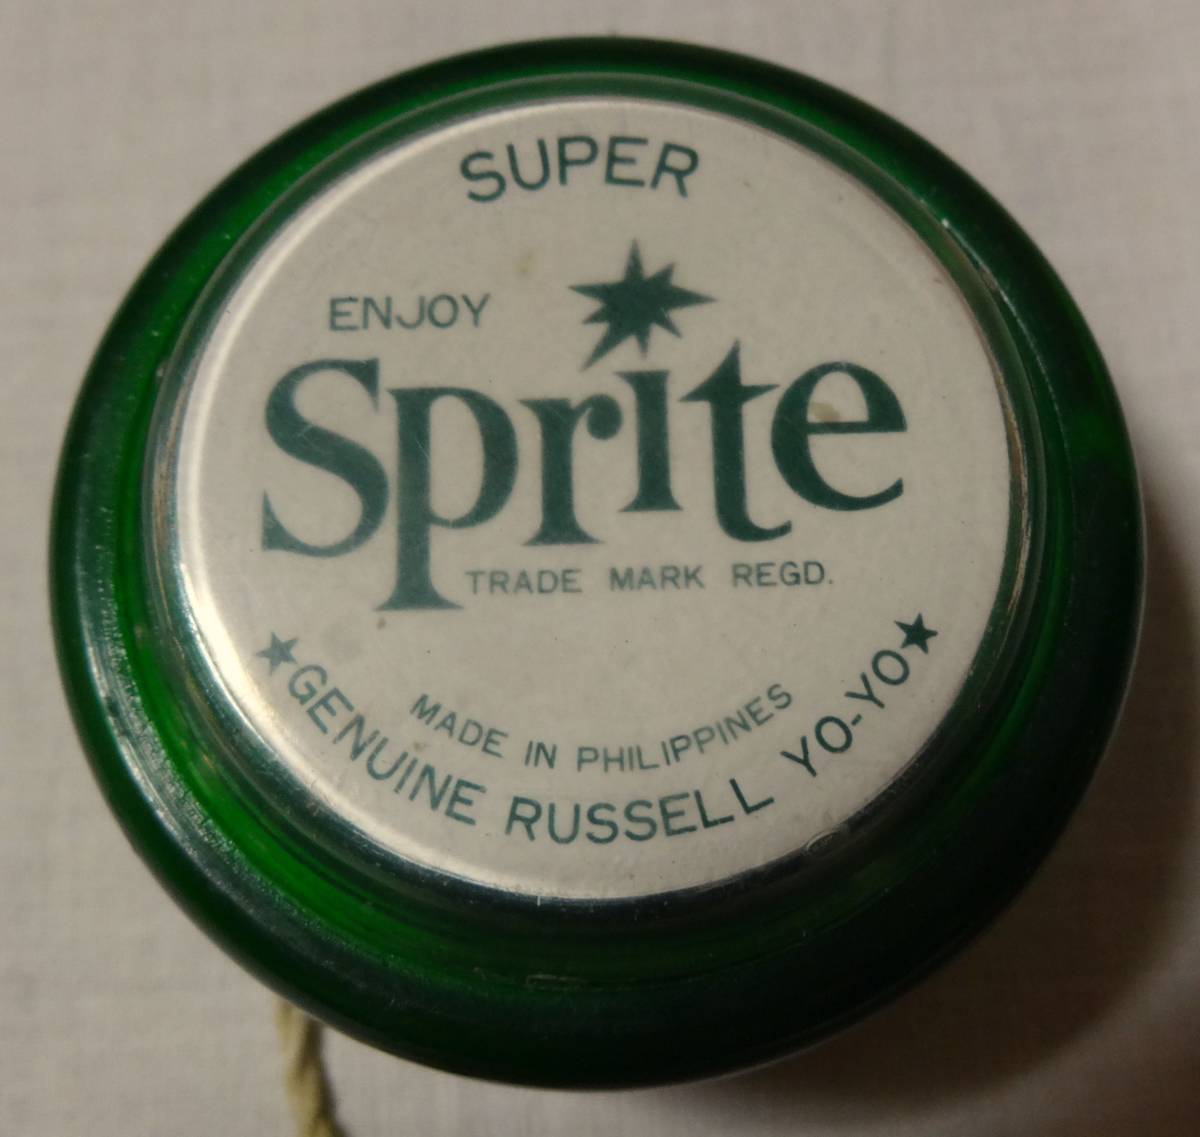 SUPER
ENJOY
Sprite
TRADE MARK REGD.
MADE IN PHILIPPINES
★GENUINE RUSSELL YO-YO★